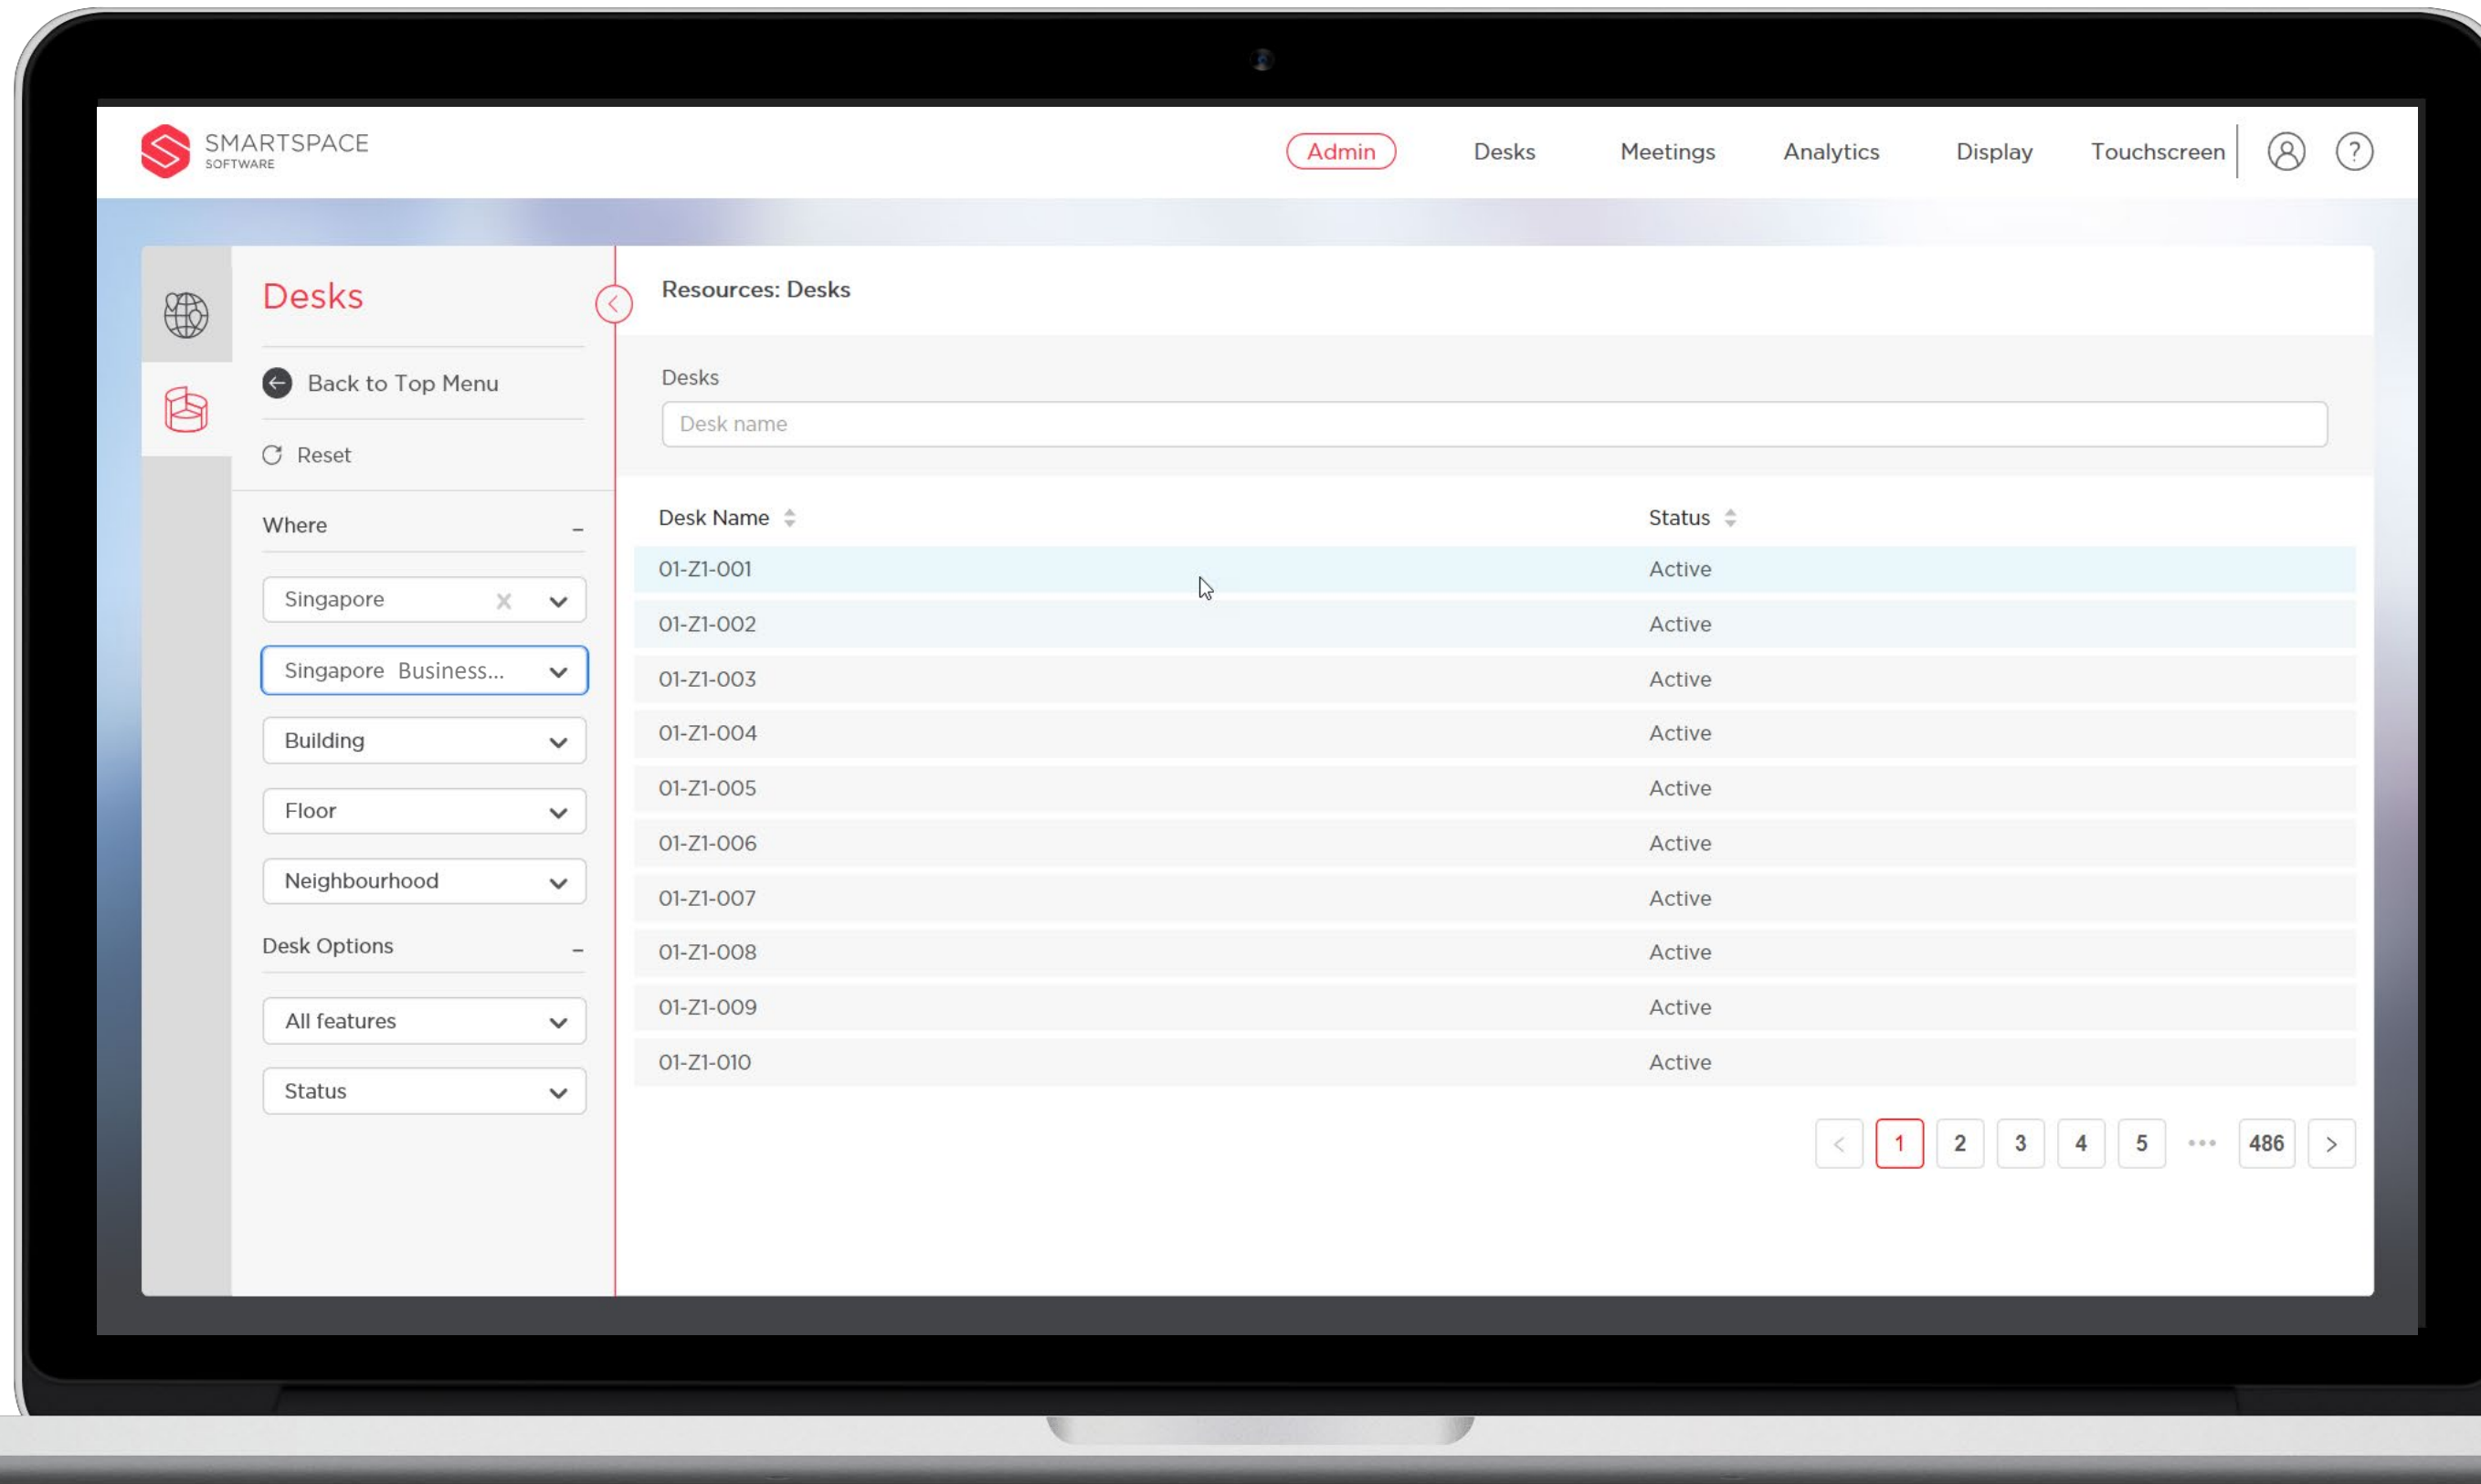 SMARTSPACE
SOFTWARE
Admin Desks Meetings Analytics Display Touchscreen ?
Desks
Back to Top Menu
Reset
Where
Singapore X
Singapore Business...
Building
Floor
Neighbourhood
Desk Options
All features
Status
Resources: Desks
Desks
Desk name
Desk Name Status
01-Z1-001 Active
01-Z1-002 Active
01-Z1-003 Active
01-Z1-004 Active
01-Z1-005 Active
01-Z1-006 Active
01-Z1-007 Active
01-Z1-008 Active
01-Z1-009 Active
01-Z1-010 Active
< 1 2 3 4 5 ••• 486 >